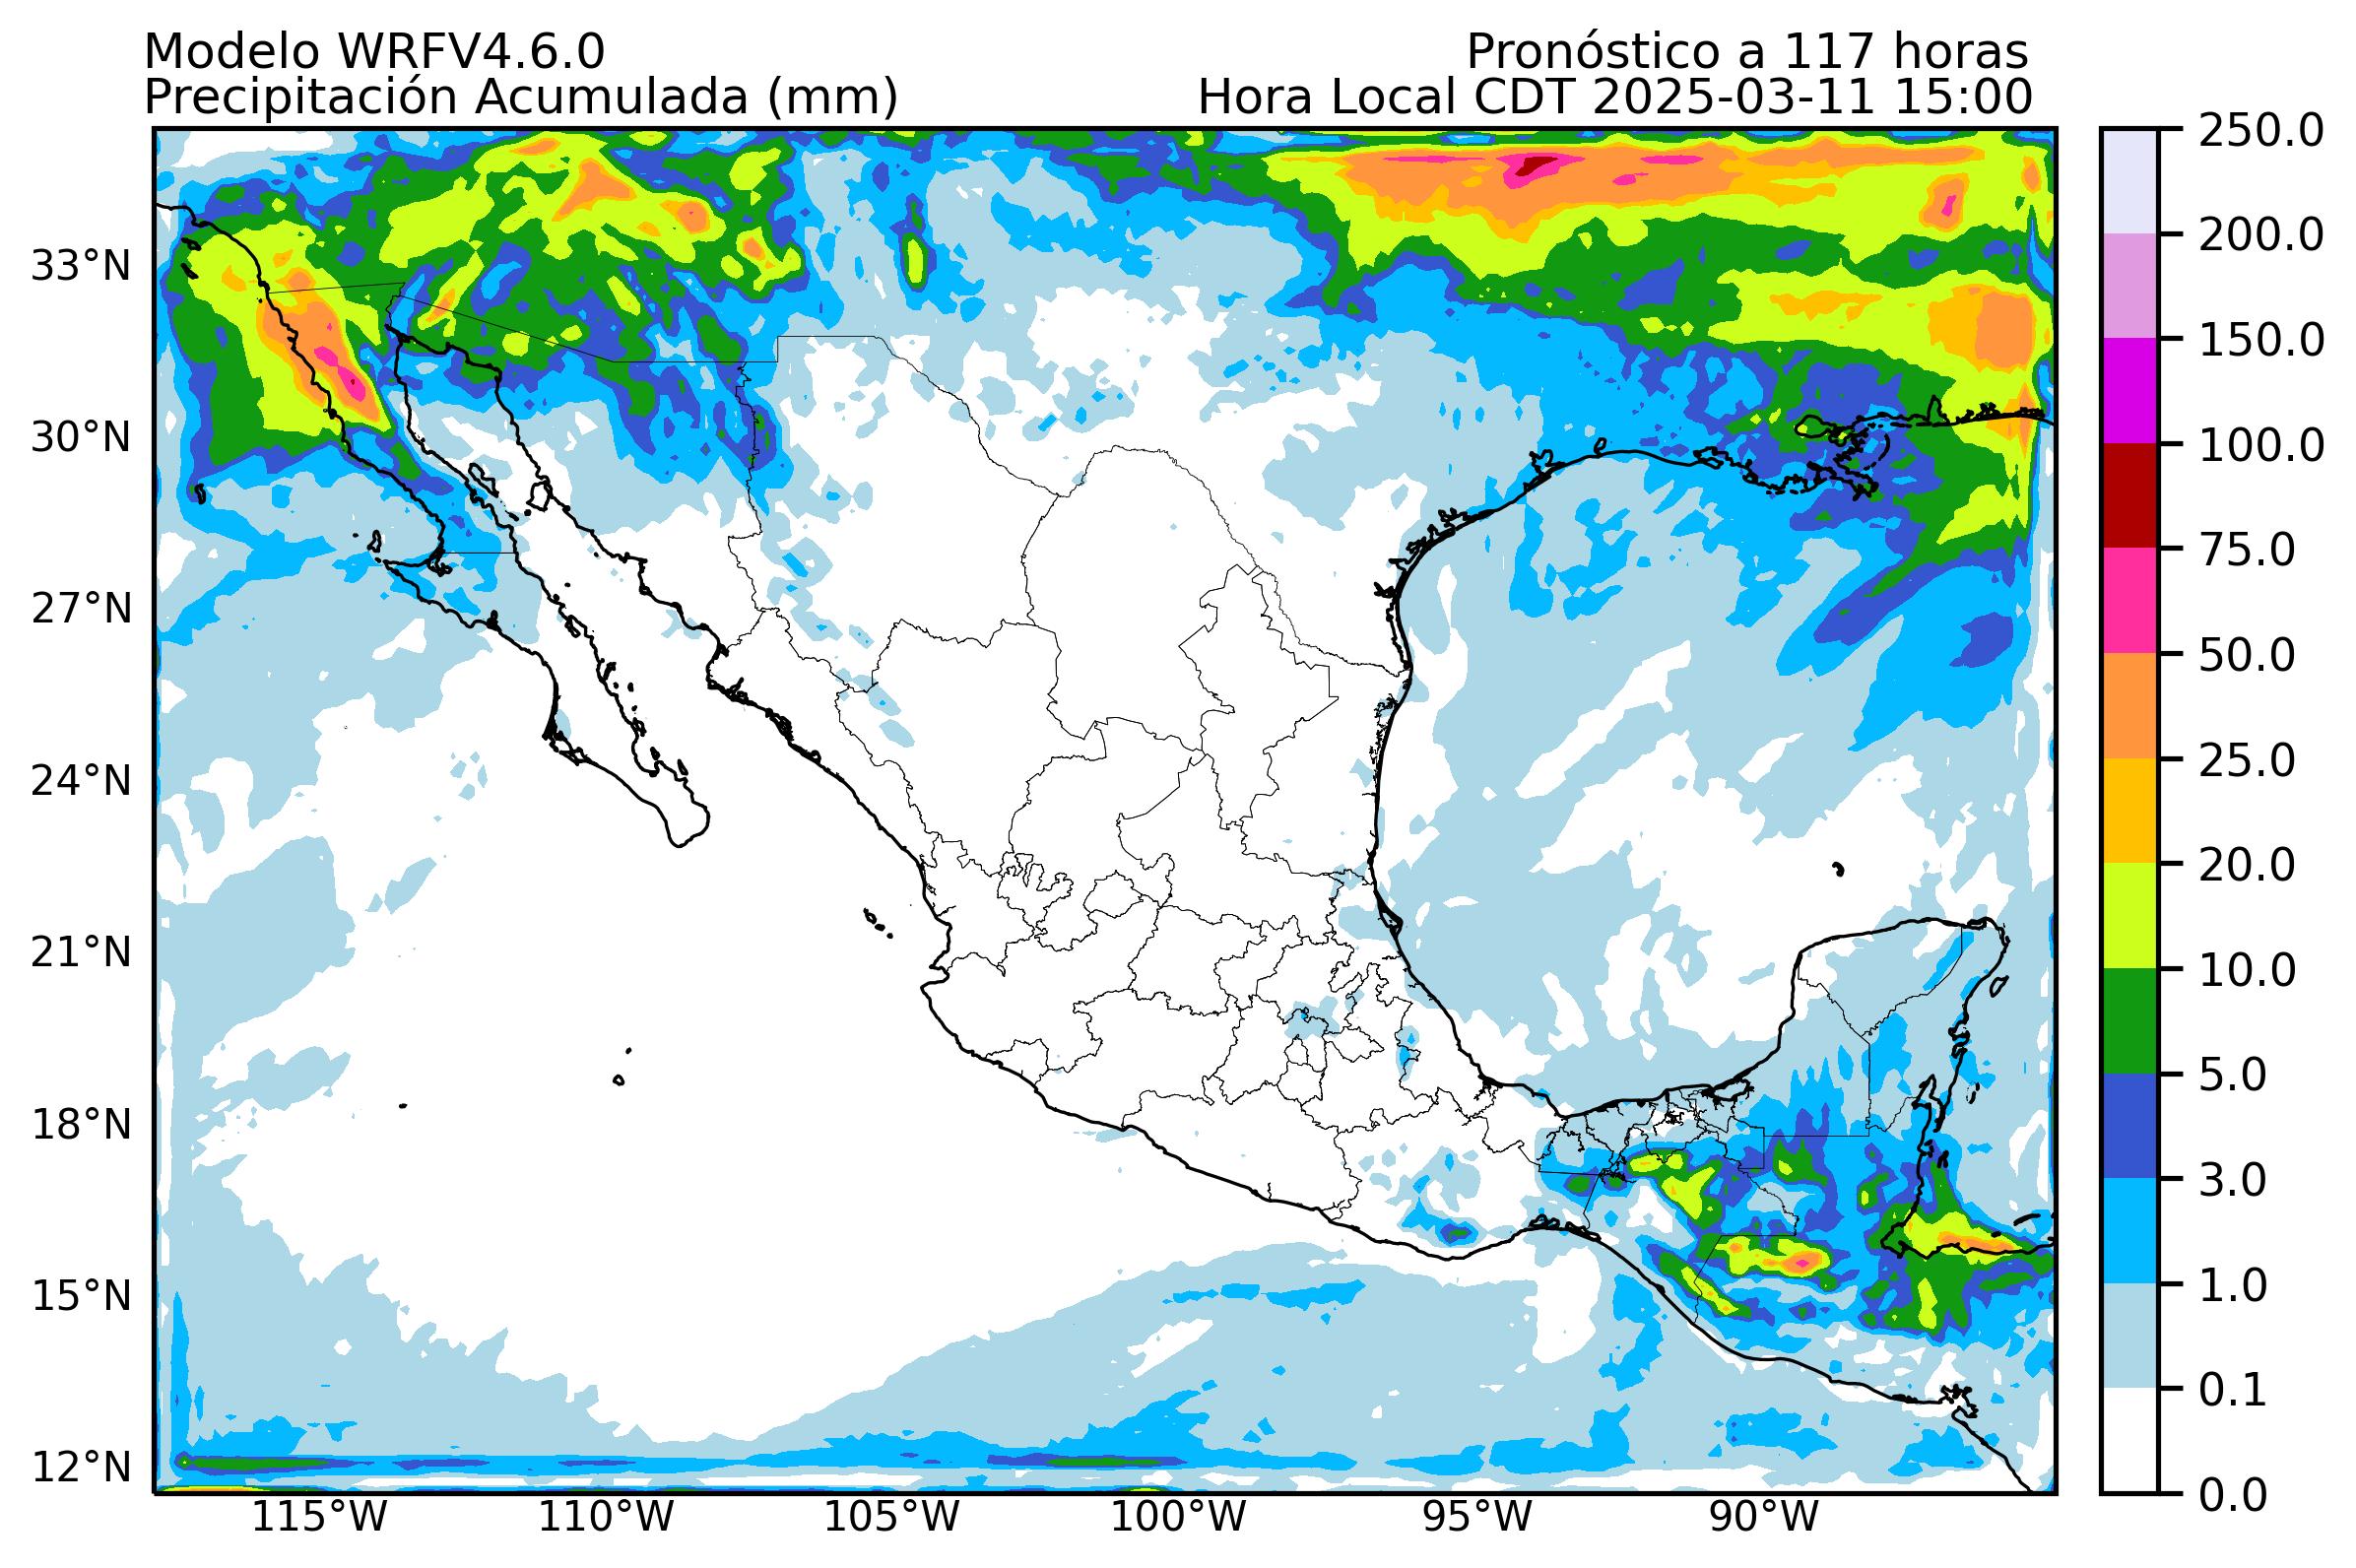 Modelo WRFV4.6.0
Pronóstico a 117 horas
Precipitación Acumulada (mm)
Hora Local CDT 2025-03-11 15:00
33°N
30°N
27°N
24°N
21°N
18°N
15°N
12°N
115°W
110°W
105°W
100°W
95°W
90°W
250.0
200.0
150.0
100.0
75.0
50.0
25.0
20.0
10.0
5.0
3.0
1.0
0.1
0.0